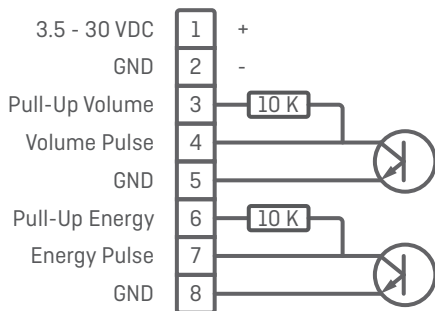 3.5 - 30 VDC 1 +
GND 2 -
Pull-Up Volume 3 10 K
Volume Pulse 4
GND 5
Pull-Up Energy 6 10 K
Energy Pulse 7
GND 8